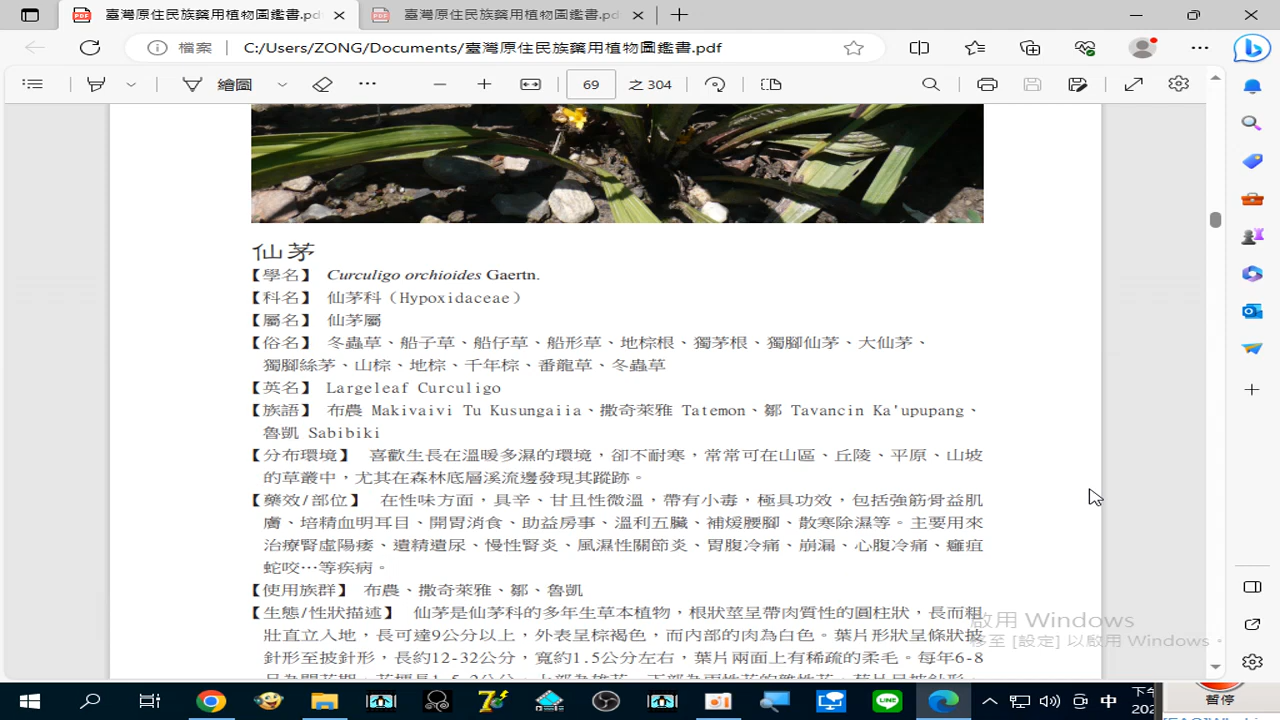 臺灣原住民族藥用植物圖鑑書.pdf
臺灣原住民族藥用植物圖鑑書.pdf
檔案
C:/Users/ZONG/Documents/臺灣原住民族藥用植物圖鑑書.pdf
繪圖
69 之 304
仙茅
【學名】 Curculigo orchioides Gaertn.
【科名】 仙茅科（Hypoxidaceae）
【屬名】 仙茅屬
【俗名】 冬蟲草、船子草、船仔草、船形草、地棕根、獨茅根、獨腳仙茅、大仙茅、
獨腳絲茅、山棕、地棕、千年棕、番龍草、冬蟲草
【英名】 Largeleaf Curculigo
【族語】 布農 Makivaivi Tu Kusungaiia、撒奇萊雅 Tatemon、鄒 Tavancin Ka'upupang、
魯凱 Sabibiki
【分布環境】 喜歡生長在溫暖多濕的環境，卻不耐寒，常常可在山區、丘陵、平原、山坡
的草叢中，尤其在森林底層溪流邊發現其蹤跡。
【藥效/部位】 在性味方面，具辛、甘且性微溫，帶有小毒，極具功效，包括強筋骨益肌
膚、培精血明耳目、開胃消食、助益房事、溫利五臟、補煖腰腳、散寒除濕等。主要用來
治療腎虛陽痿、遺精遺尿、慢性腎炎、風濕性關節炎、胃腹冷痛、崩漏、心腹冷痛、癰疽
蛇咬…等疾病。
【使用族群】 布農、撒奇萊雅、鄒、魯凱
【生態/性狀描述】 仙茅是仙茅科的多年生草本植物，根狀莖呈帶肉質性的圓柱狀，長而粗
壯直立入地，長可達9公分以上，外表呈棕褐色，而內部的肉為白色。葉片形狀呈條狀披
針形至披針形，長約12-32公分，寬約1.5公分左右，葉片兩面上有稀疏的柔毛。每年6-8
啟用 Windows
移至 [設定] 以啟用 Windows。
中
下午
暫停